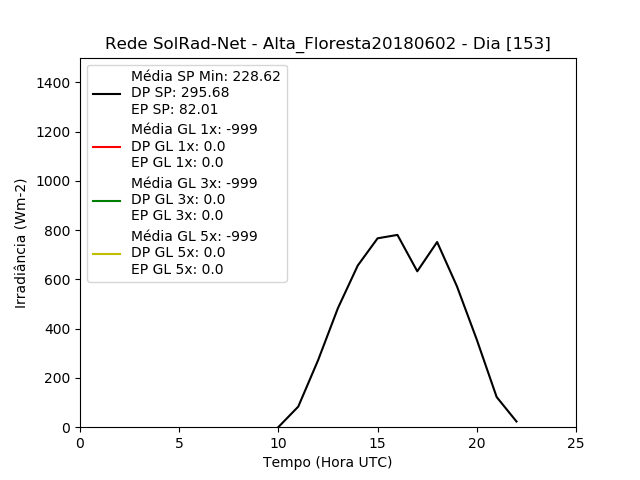 Rede SolRad-Net - Alta_Floresta20180602 - Dia [153]
Média SP Min: 228.62
DP SP: 295.68
EP SP: 82.01
Média GL 1x: -999
DP GL 1x: 0.0
EP GL 1x: 0.0
Média GL 3x: -999
DP GL 3x: 0.0
EP GL 3x: 0.0
Média GL 5x: -999
DP GL 5x: 0.0
EP GL 5x: 0.0
Irradiância (Wm-2)
1400
1200
1000
800
600
400
200
0
0 5 10 15 20 25
Tempo (Hora UTC)